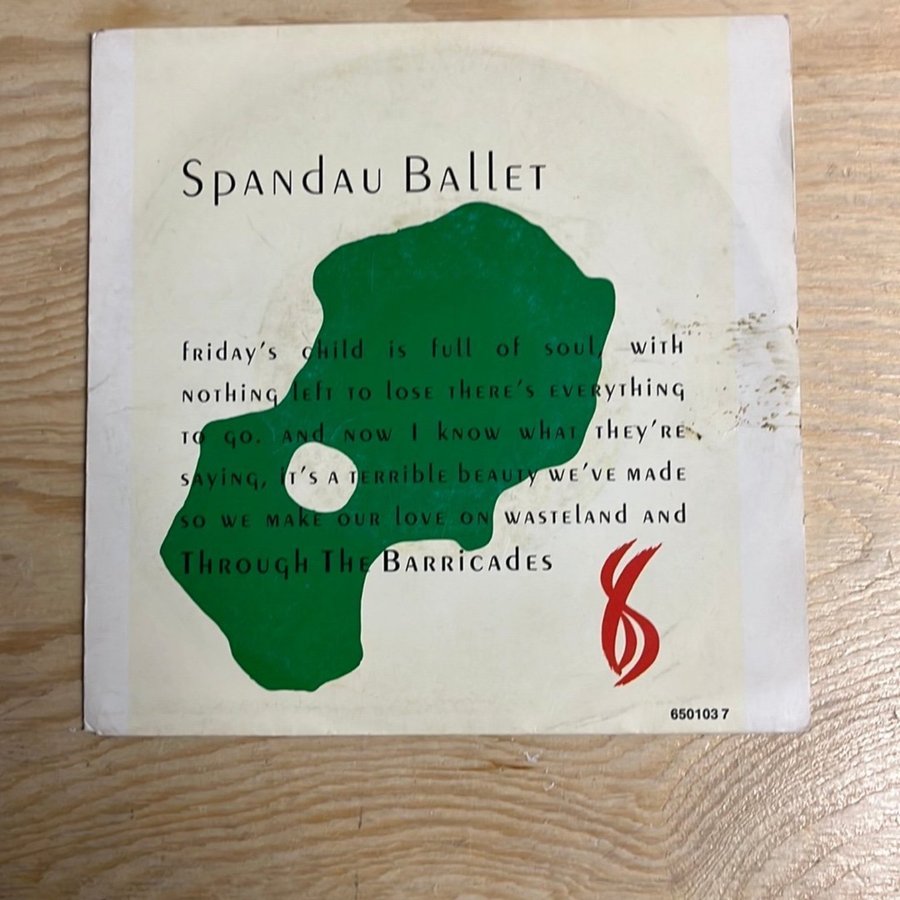 Spandau Ballet
friday's child is full of soul, with
nothing left to lose there's everything
to go. and now I know what they're
saying, it's a terrible beauty we've made
so we make our love on wasteland and
Through The Barricades
650103 7